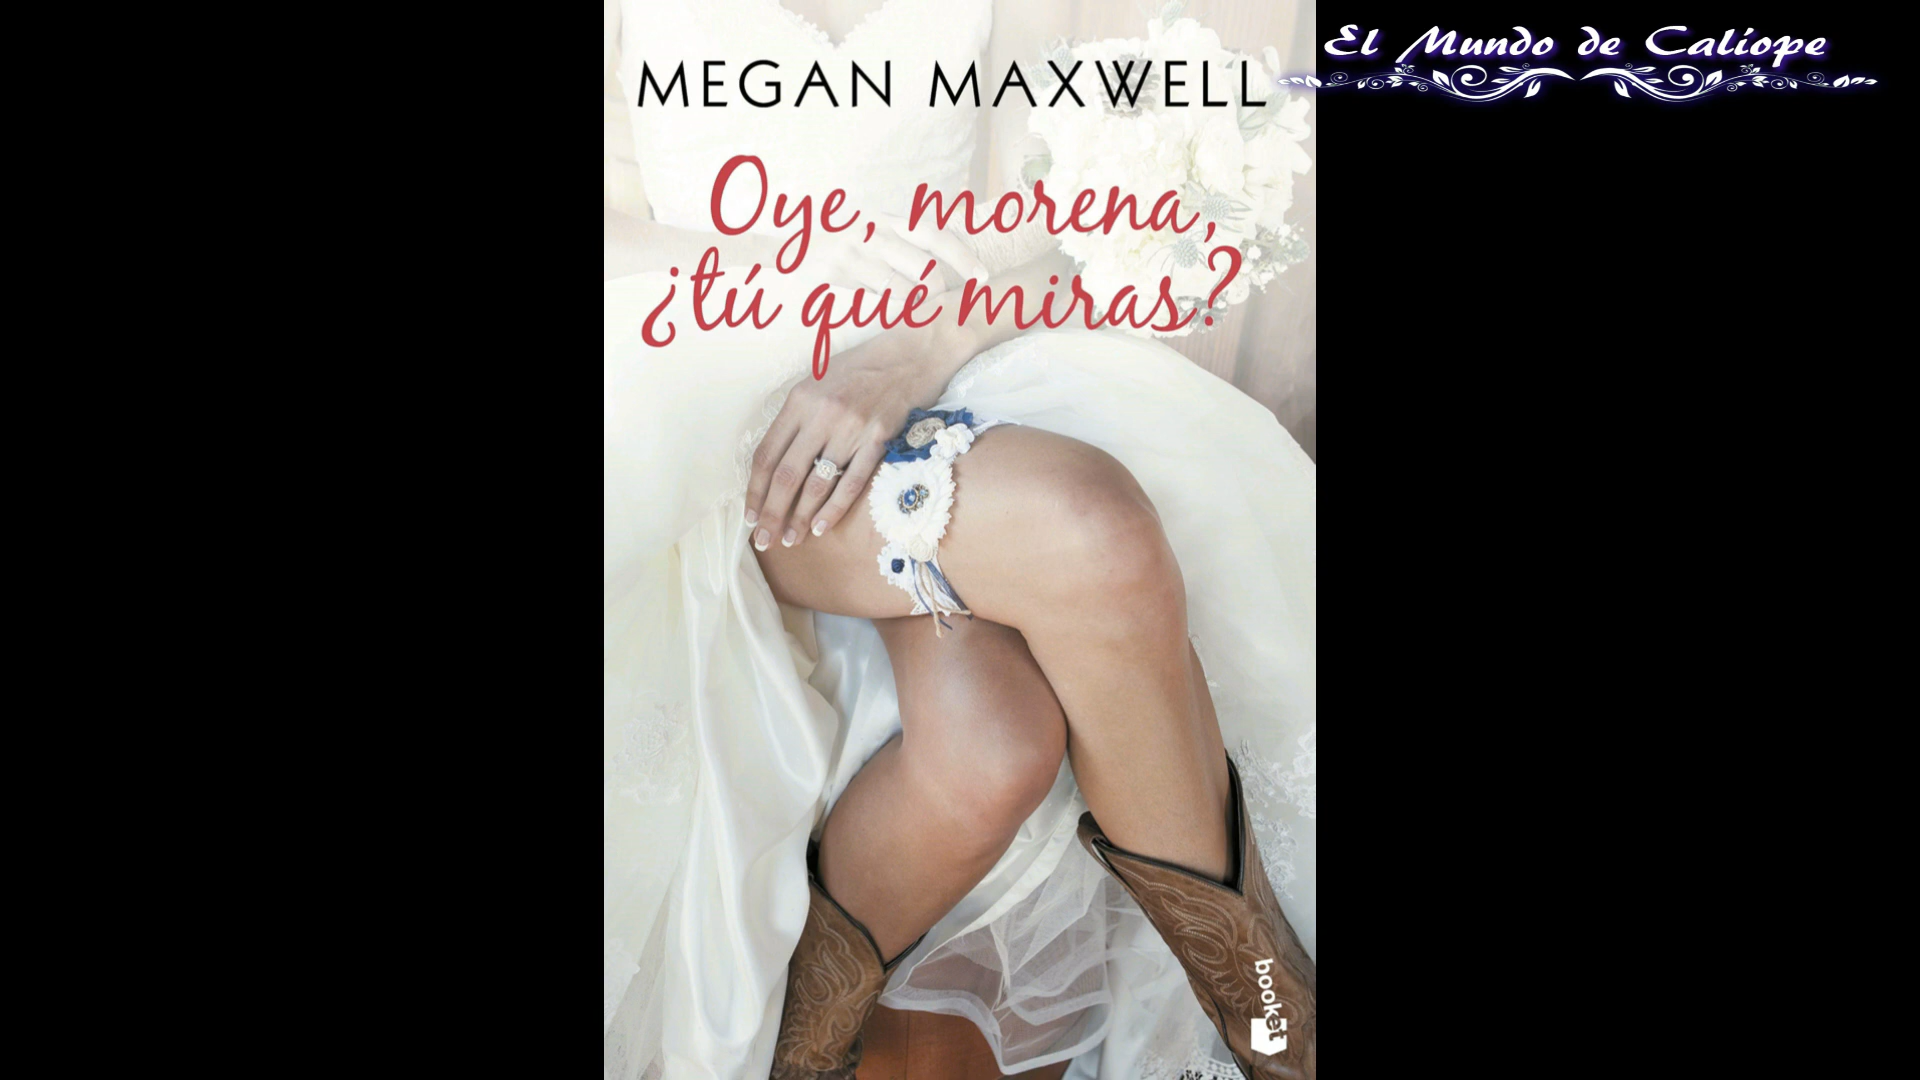 MEGAN MAXWELL
Oye, morena,
¿tú qué miras?
El Mundo de Calíope
booket